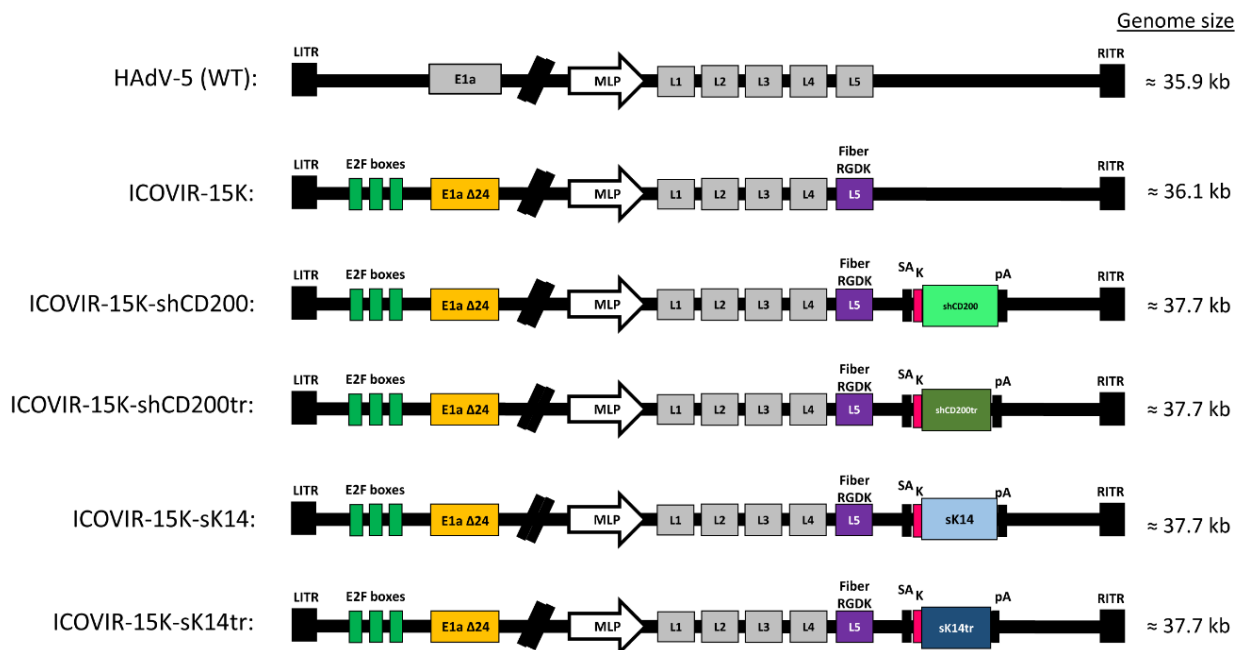 Genome size
LITR
RITR
HAdV-5 (WT):
E1a
MLP
L1
L2
L3
L4
L5
≈ 35.9 kb
LITR
E2F boxes
Fiber
RGDK
RITR
ICOVIR-15K:
E1a Δ24
MLP
L1
L2
L3
L4
L5
≈ 36.1 kb
LITR
E2F boxes
Fiber
RGDK
SA
K
pA
RITR
ICOVIR-15K-shCD200:
E1a Δ24
MLP
L1
L2
L3
L4
L5
shCD200
≈ 37.7 kb
LITR
E2F boxes
Fiber
RGDK
SA
K
pA
RITR
ICOVIR-15K-shCD200tr:
E1a Δ24
MLP
L1
L2
L3
L4
L5
shCD200tr
≈ 37.7 kb
LITR
E2F boxes
Fiber
RGDK
SA
K
pA
RITR
ICOVIR-15K-sK14:
E1a Δ24
MLP
L1
L2
L3
L4
L5
sK14
≈ 37.7 kb
LITR
E2F boxes
Fiber
RGDK
SA
K
pA
RITR
ICOVIR-15K-sK14tr:
E1a Δ24
MLP
L1
L2
L3
L4
L5
sK14tr
≈ 37.7 kb